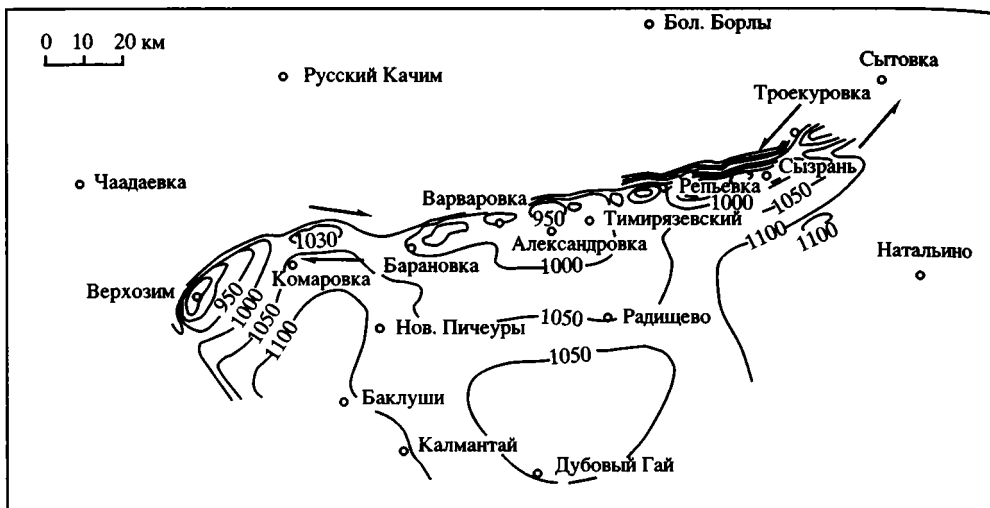 Бол. Борлы
0 10 20 км
Сытовка
Русский Качим
Троекуровка
Чаадаевка
Сызрань
Репьевка
1000
1050
Варваровка
950
Тимирязевский
1030
Александровка
1100
1100
Барановка
1000
Натальино
Комаровка
Верхозим
950
1000
1050
1100
Нов. Пичеуры
1050
Радищево
1050
Баклуши
Калмантай
Дубовый Гай